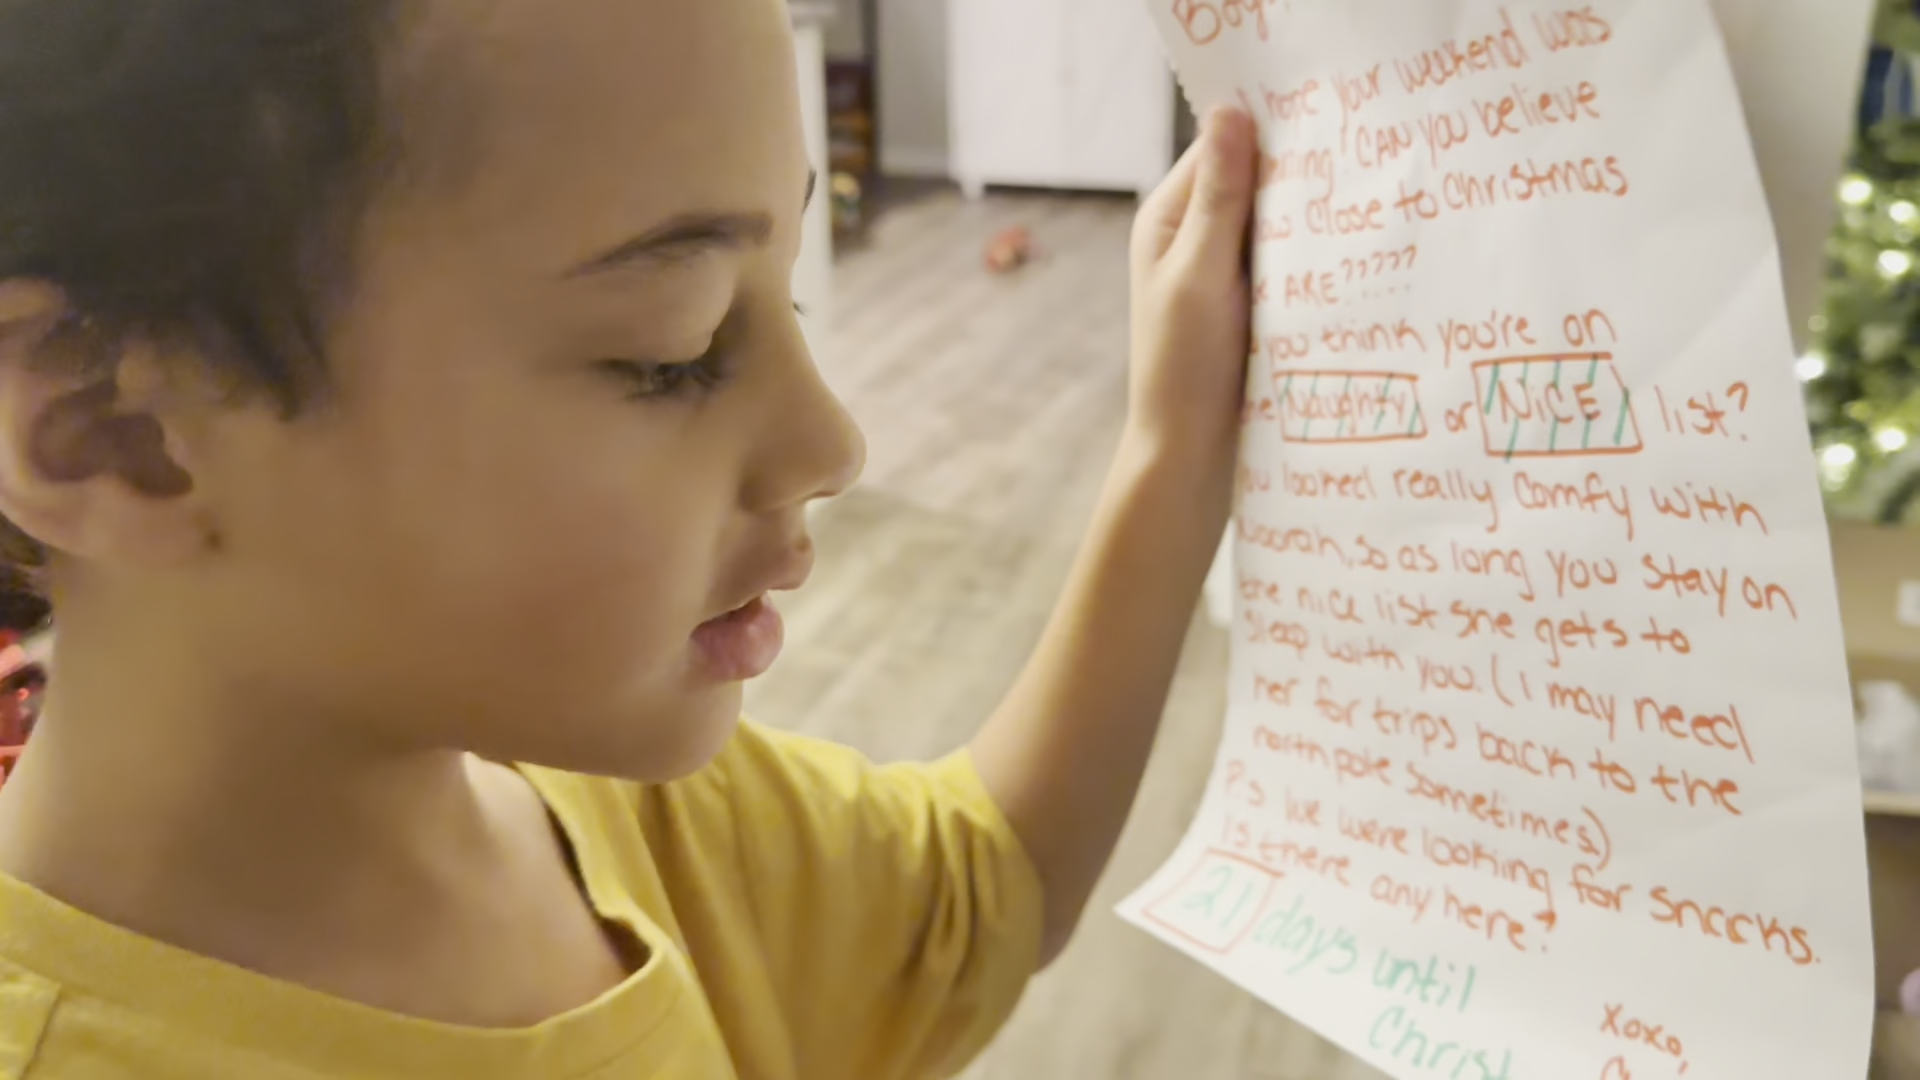 Boy
hope your weekend was
CAN you believe
close to Christmas
ARE?????
you think you're on
Naughty or NiCE list?
looked really comfy with
so as long you stay on
the nice list she gets to
sleep with you. (I may need
her for trips back to the
north pole sometimes)
P.s we were looking for snacks.
Is there any here?
21 days until
Christ
xoxo,